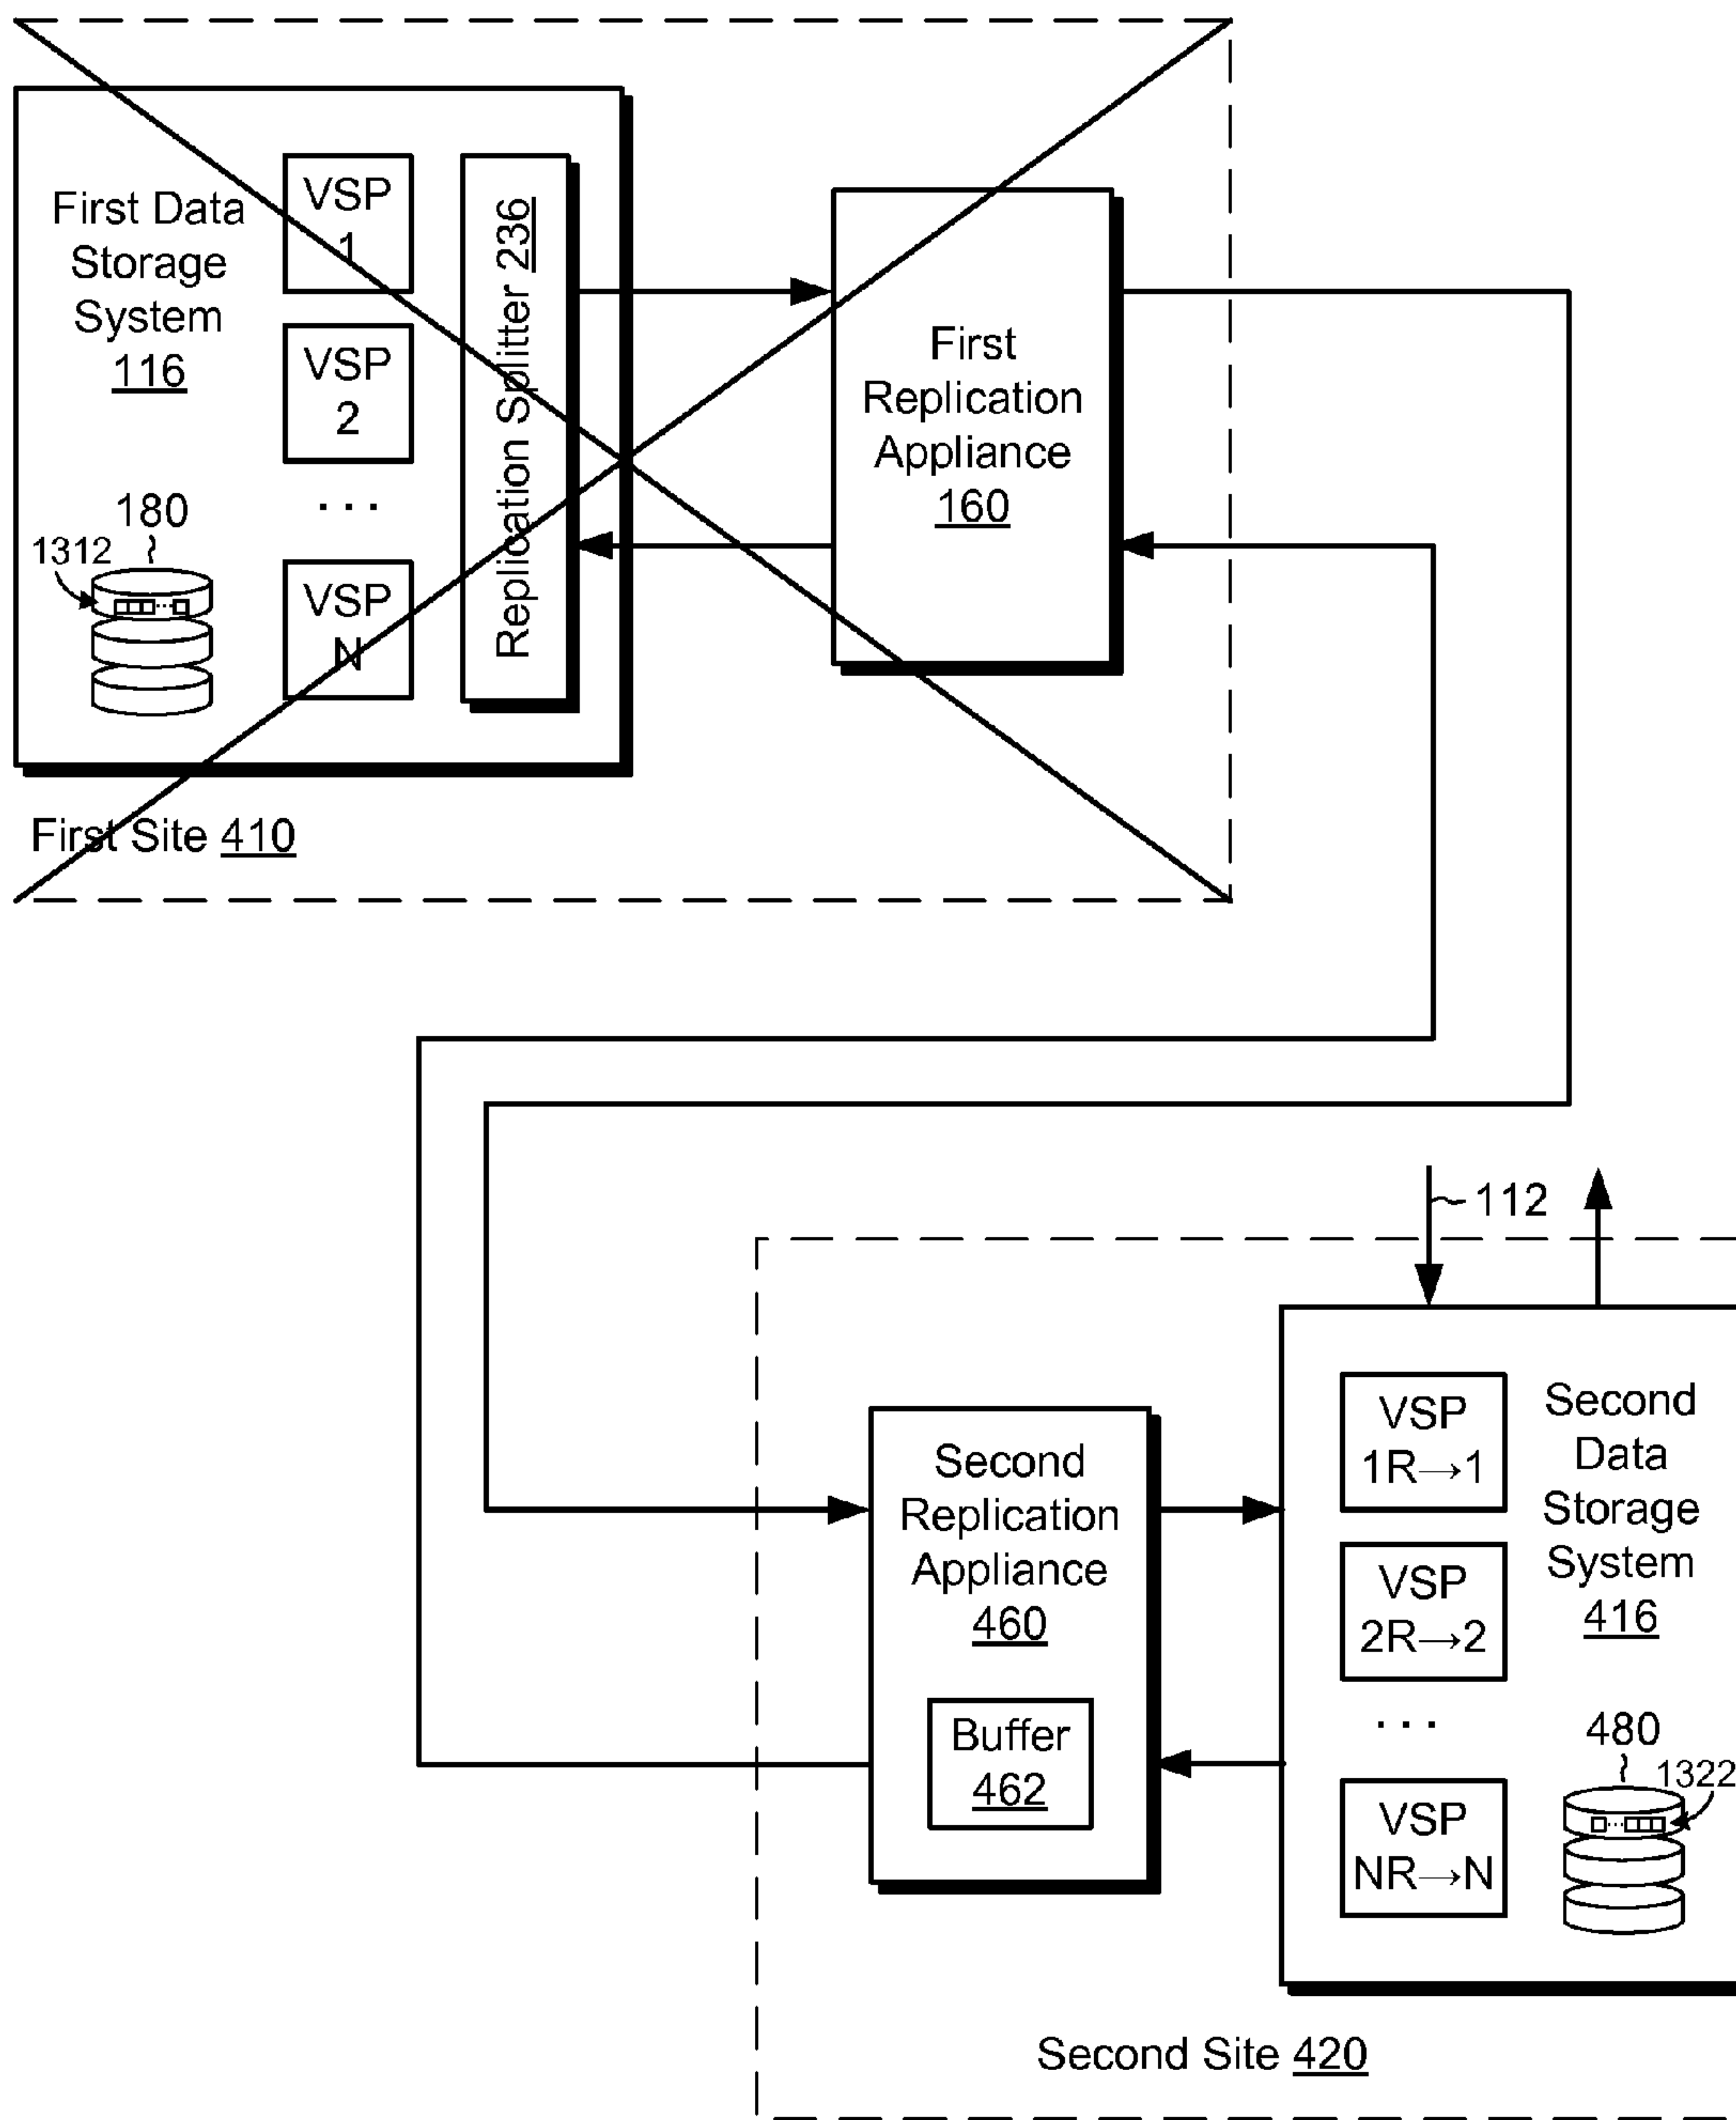 First Data
Storage
System
116
VSP
1
VSP
2
. . .
VSP
N
180
1312
Replication Splitter 236
First
Replication
Appliance
160
First Site 410
112
Second
Replication
Appliance
460
Buffer
462
VSP
1R→1
VSP
2R→2
. . .
VSP
NR→N
Second
Data
Storage
System
416
480
1322
Second Site 420